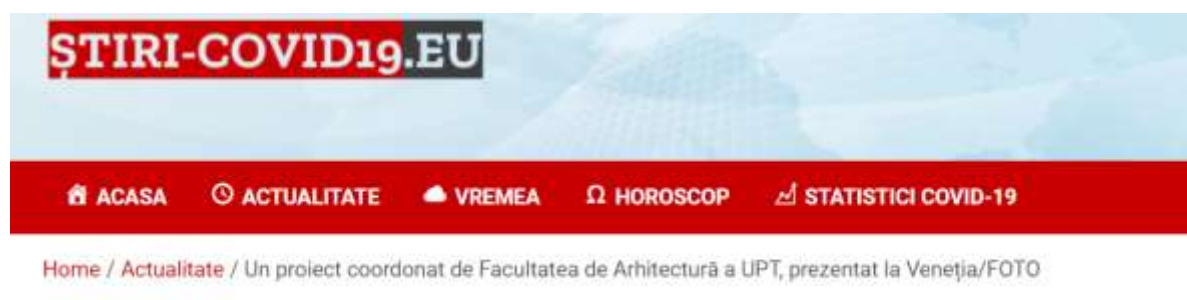 ȘTIRI-COVID19.EU
ACASA ACTUALITATE VREMEA HOROSCOP STATISTICI COVID-19
Home / Actualitate / Un proiect coordonat de Facultatea de Arhitectură a UPT, prezentat la Veneția/FOTO